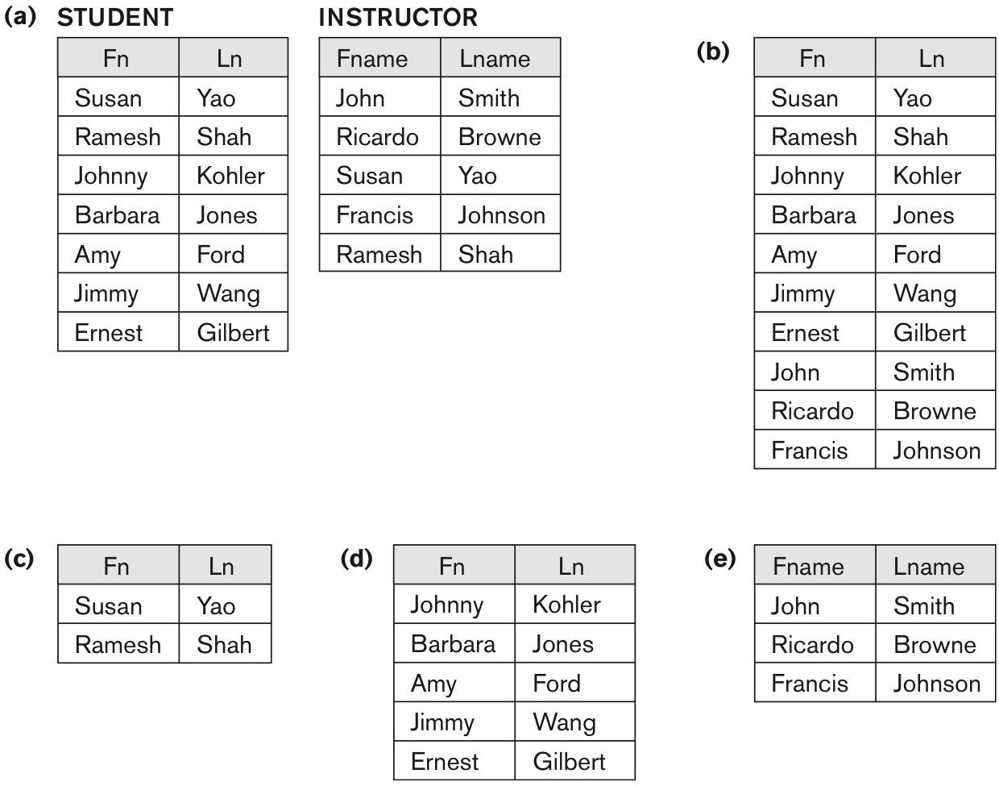 (a) STUDENT
Fn Ln
Susan Yao
Ramesh Shah
Johnny Kohler
Barbara Jones
Amy Ford
Jimmy Wang
Ernest Gilbert
INSTRUCTOR
Fname Lname
John Smith
Ricardo Browne
Susan Yao
Francis Johnson
Ramesh Shah
(b)
Fn Ln
Susan Yao
Ramesh Shah
Johnny Kohler
Barbara Jones
Amy Ford
Jimmy Wang
Ernest Gilbert
John Smith
Ricardo Browne
Francis Johnson
(c)
Fn Ln
Susan Yao
Ramesh Shah
(d)
Fn Ln
Johnny Kohler
Barbara Jones
Amy Ford
Jimmy Wang
Ernest Gilbert
(e)
Fname Lname
John Smith
Ricardo Browne
Francis Johnson